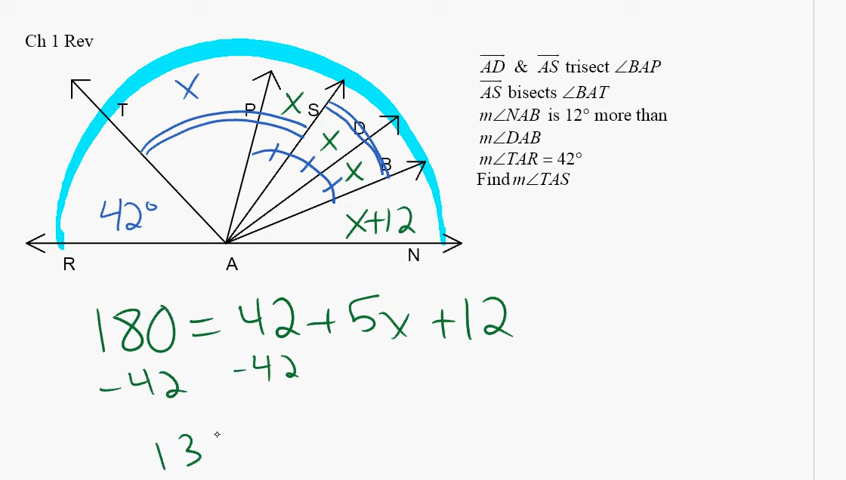 Ch 1 Rev
AD & AS trisect ∠BAP
AS bisects ∠BAT
m∠NAB is 12° more than
m∠DAB
m∠TAR = 42°
Find m∠TAS
x
T
P
x
S
D
x
B
x
42°
x+12
R
A
N
180 = 42 + 5x + 12
-42 -42
13